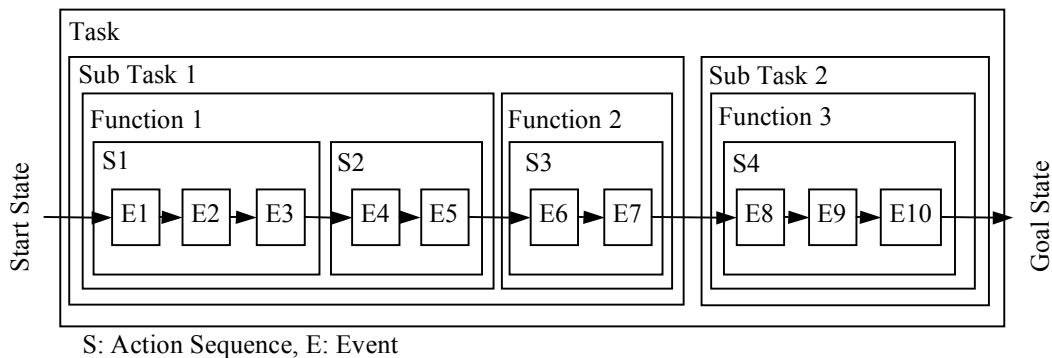 Task
Sub Task 1
Sub Task 2
Function 1
Function 2
Function 3
S1
S2
S3
S4
Start State
E1
E2
E3
E4
E5
E6
E7
E8
E9
E10
Goal State
S: Action Sequence, E: Event